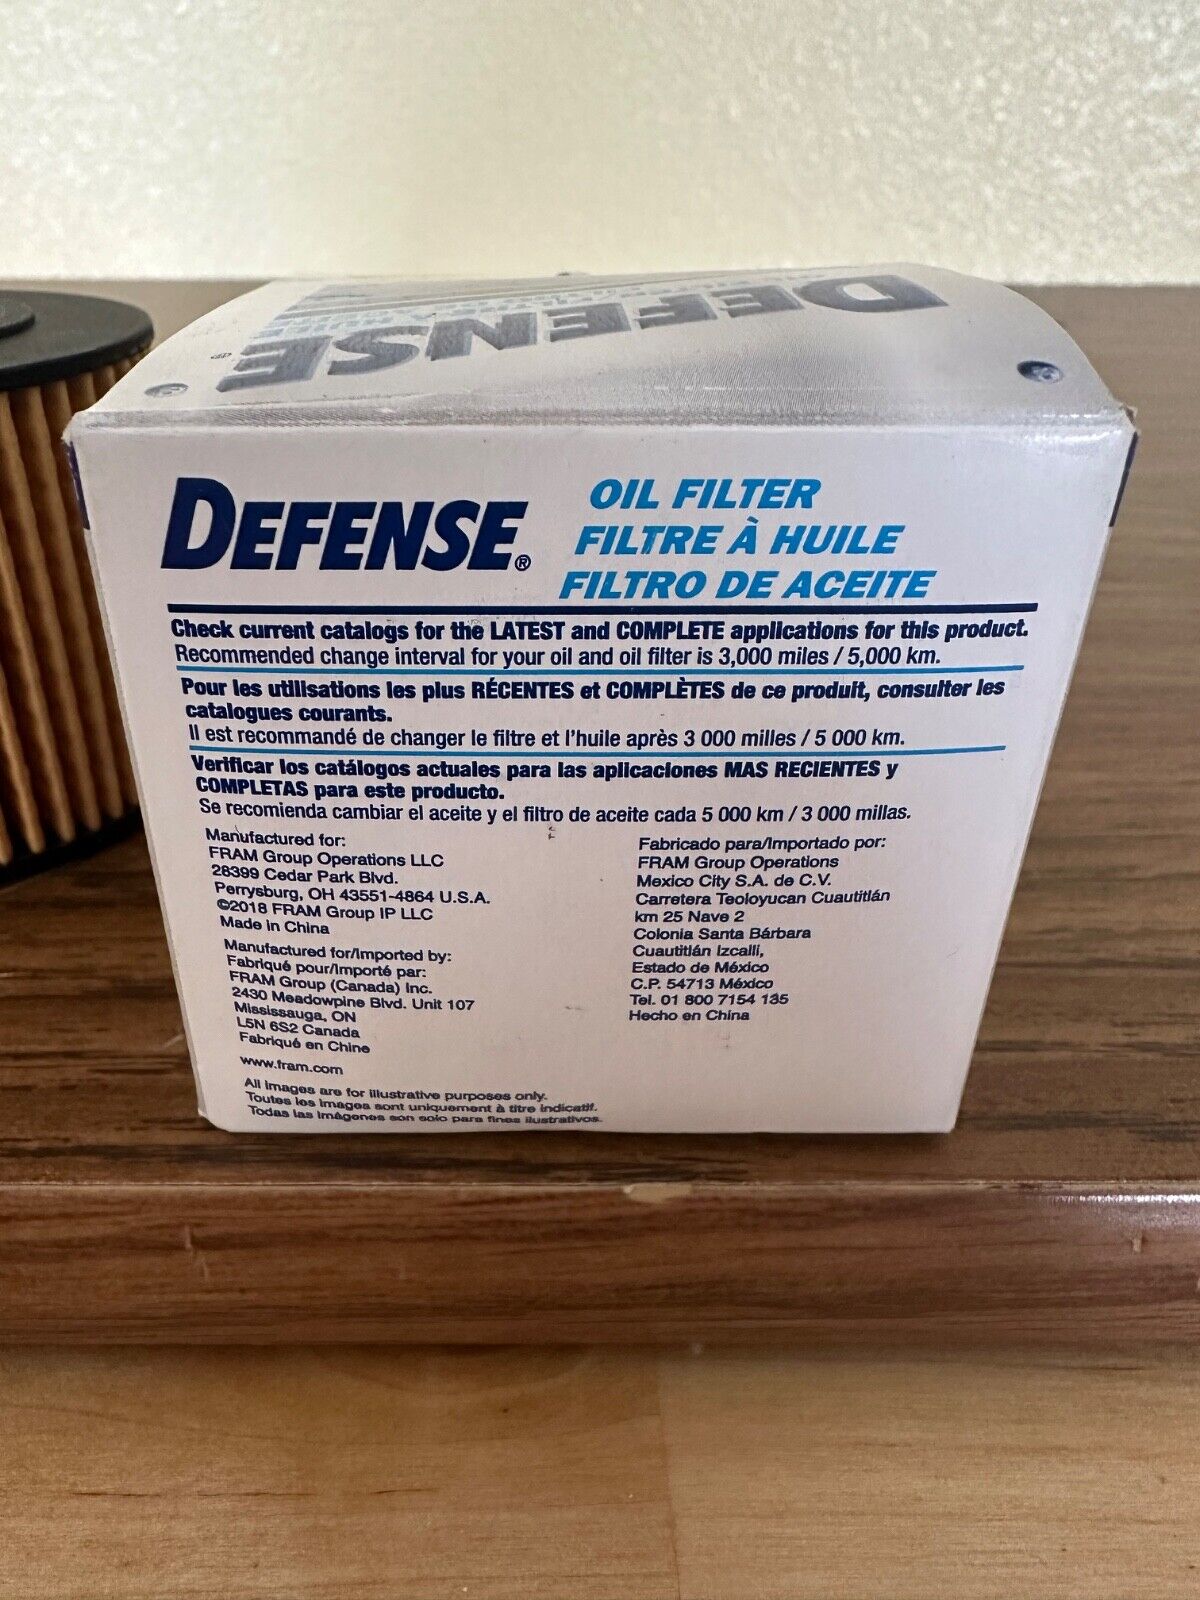 DEFENSE
DEFENSE®
OIL FILTER
FILTRE À HUILE
FILTRO DE ACEITE
Check current catalogs for the LATEST and COMPLETE applications for this product.
Recommended change interval for your oil and oil filter is 3,000 miles / 5,000 km.
Pour les utilisations les plus RÉCENTES et COMPLÈTES de ce produit, consulter les
catalogues courants.
Il est recommandé de changer le filtre et l'huile après 3 000 milles / 5 000 km.
Verificar los catálogos actuales para las aplicaciones MAS RECIENTES y
COMPLETAS para este producto.
Se recomienda cambiar el aceite y el filtro de aceite cada 5 000 km / 3 000 millas.
Manufactured for:
FRAM Group Operations LLC
28399 Cedar Park Blvd.
Perrysburg, OH 43551-4864 U.S.A.
©2018 FRAM Group IP LLC
Made in China
Manufactured for/Imported by:
Fabriqué pour/Importé par:
FRAM Group (Canada) Inc.
2430 Meadowpine Blvd. Unit 107
Mississauga, ON
L5N 6S2 Canada
Fabriqué en Chine
www.fram.com
All images are for illustrative purposes only.
Toutes les images sont uniquement à titre indicatif.
Todas las imágenes son solo para fines ilustrativos.
Fabricado para/Importado por:
FRAM Group Operations
Mexico City S.A. de C.V.
Carretera Teoloyucan Cuautitlán
km 25 Nave 2
Colonia Santa Bárbara
Cuautitlán Izcalli,
Estado de México
C.P. 54713 México
Tel. 01 800 7154 135
Hecho en China